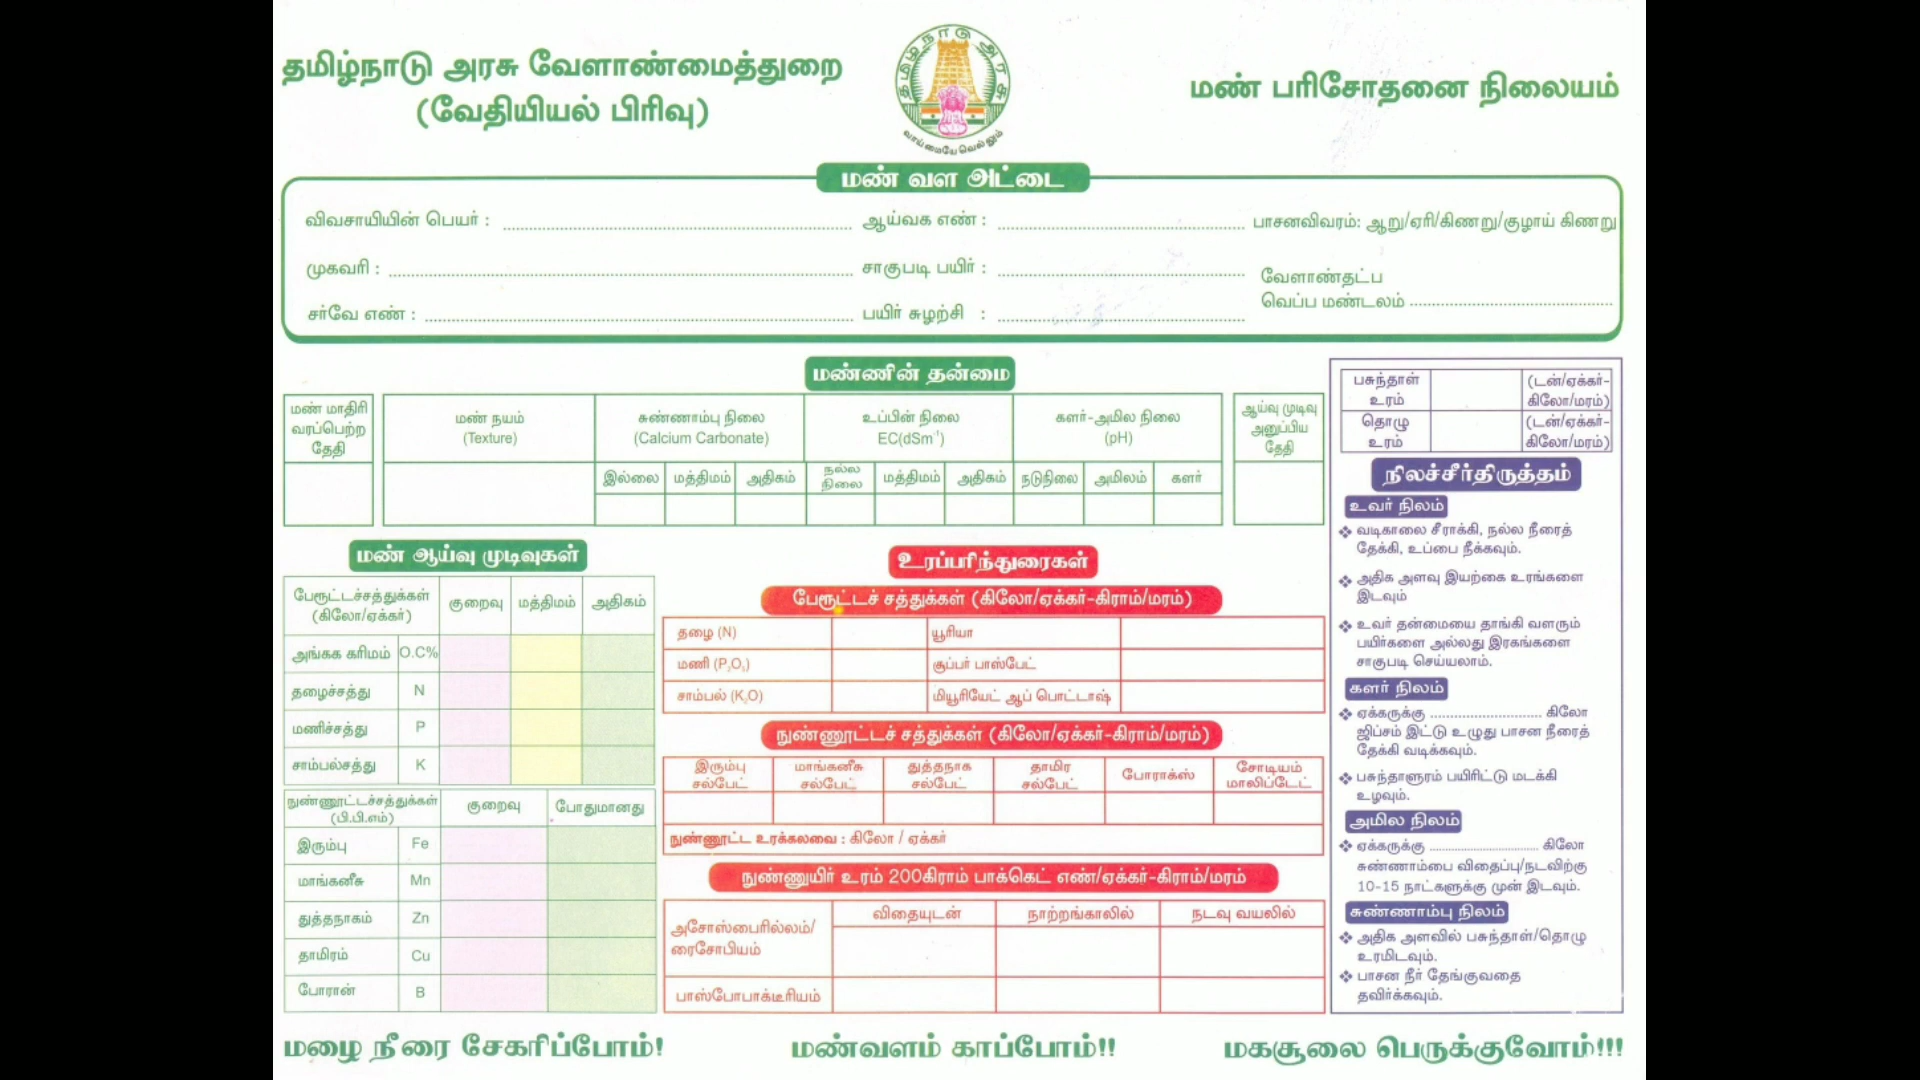 தமிழ்நாடு அரசு வேளாண்மைத்துறை
(வேதியியல் பிரிவு)
தமிழ்நாடு அரசு
வாய்மையே வெல்லும்
மண் பரிசோதனை நிலையம்
மண் வள அட்டை
விவசாயியின் பெயர் :
ஆய்வக எண் :
பாசனவிவரம்: ஆறு/ஏரி/கிணறு/குழாய் கிணறு
முகவரி :
சாகுபடி பயிர் :
வேளாண்தட்ப
வெப்ப மண்டலம்
சர்வே எண் :
பயிர் சுழற்சி :
மண்ணின் தன்மை
மண் மாதிரி
வரப்பெற்ற
தேதி
மண் நயம்
(Texture)
சுண்ணாம்பு நிலை
(Calcium Carbonate)
உப்பின் நிலை
EC(dSm⁻¹)
களர்-அமில நிலை
(pH)
ஆய்வு முடிவு
அனுப்பிய
தேதி
இல்லை மத்திமம் அதிகம்
நல்ல
நிலை
மத்திமம் அதிகம் நடுநிலை அமிலம் களர்
மண் ஆய்வு முடிவுகள்
பேரூட்டச்சத்துக்கள்
(கிலோ/ஏக்கர்)
குறைவு மத்திமம் அதிகம்
அங்கக கரிமம் O.C%
தழைச்சத்து N
மணிச்சத்து P
சாம்பல்சத்து K
நுண்ணூட்டச்சத்துக்கள்
(பி.பி.எம்)
குறைவு போதுமானது
இரும்பு Fe
மாங்கனீசு Mn
துத்தநாகம் Zn
தாமிரம் Cu
போரான் B
உரப்பரிந்துரைகள்
பேரூட்டச் சத்துக்கள் (கிலோ/ஏக்கர்-கிராம்/மரம்)
தழை (N) யூரியா
மணி (P₂O₅) சூப்பர் பாஸ்பேட்
சாம்பல் (K₂O) மியூரியேட் ஆப் பொட்டாஷ்
நுண்ணூட்டச் சத்துக்கள் (கிலோ/ஏக்கர்-கிராம்/மரம்)
இரும்பு
சல்பேட்
மாங்கனீசு
சல்பேட்
துத்தநாக
சல்பேட்
தாமிர
சல்பேட்
போராக்ஸ்
சோடியம்
மாலிப்டேட்
நுண்ணூட்ட உரக்கலவை : கிலோ / ஏக்கர்
நுண்ணுயிர் உரம் 200கிராம் பாக்கெட் எண்/ஏக்கர்-கிராம்/மரம்
விதையுடன் நாற்றங்காலில் நடவு வயலில்
அசோஸ்பைரில்லம்/
ரைசோபியம்
பாஸ்போபாக்டீரியம்
பசுந்தாள்
உரம்
(டன்/ஏக்கர்-
கிலோ/மரம்)
தொழு
உரம்
(டன்/ஏக்கர்-
கிலோ/மரம்)
நிலச்சீர்திருத்தம்
உவர் நிலம்
❖ வடிகாலை சீராக்கி, நல்ல நீரைத்
தேக்கி, உப்பை நீக்கவும்.
❖ அதிக அளவு இயற்கை உரங்களை
இடவும்
❖ உவர் தன்மையை தாங்கி வளரும்
பயிர்களை அல்லது இரகங்களை
சாகுபடி செய்யலாம்.
களர் நிலம்
❖ ஏக்கருக்கு ........................ கிலோ
ஜிப்சம் இட்டு உழுது பாசன நீரைத்
தேக்கி வடிக்கவும்.
❖ பசுந்தாளுரம் பயிரிட்டு மடக்கி
உழவும்.
அமில நிலம்
❖ ஏக்கருக்கு ........................ கிலோ
சுண்ணாம்பை விதைப்பு/நடவிற்கு
10-15 நாட்களுக்கு முன் இடவும்.
சுண்ணாம்பு நிலம்
❖ அதிக அளவில் பசுந்தாள்/தொழு
உரமிடவும்.
❖ பாசன நீர் தேங்குவதை
தவிர்க்கவும்.
மழை நீரை சேகரிப்போம்!
மண்வளம் காப்போம்!!
மகசூலை பெருக்குவோம்!!!